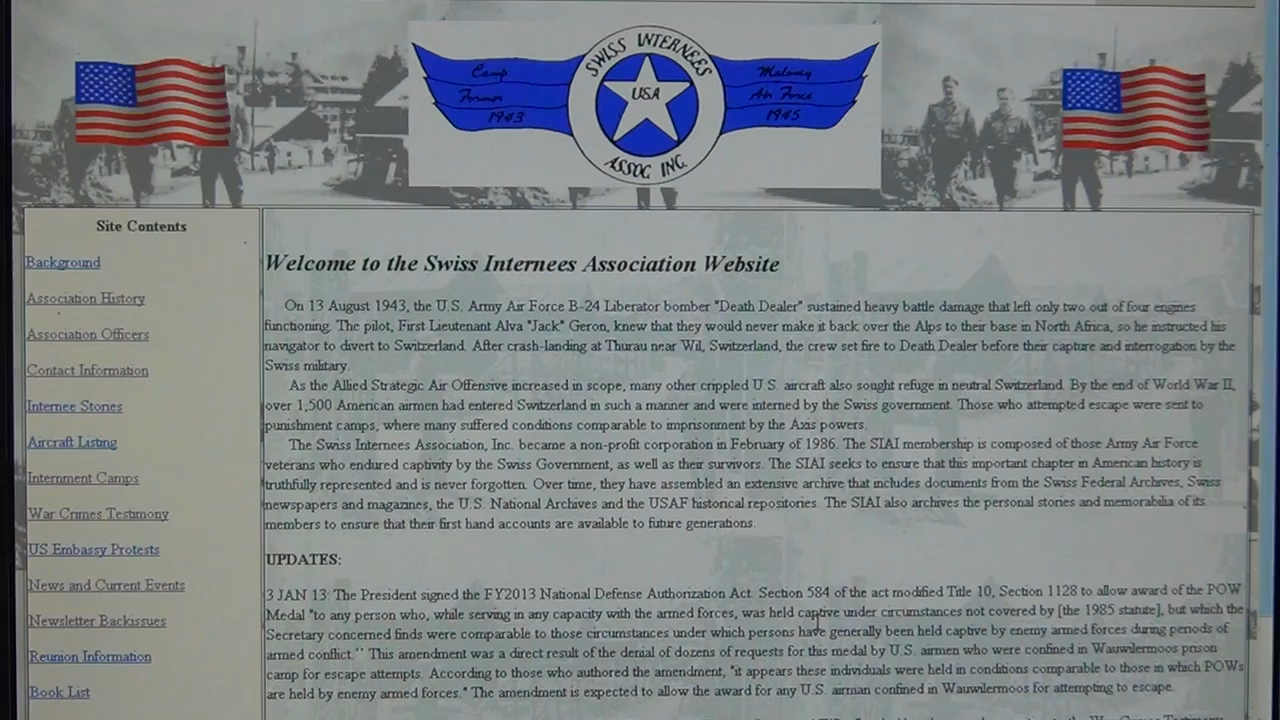 SWISS INTERNEES
Camp
Former
1943
USA
Maloney
Air Force
1945
ASSOC INC.
Site Contents
Background
Association History
Association Officers
Contact Information
Internee Stories
Aircraft Listing
Internment Camps
War Crimes Testimony
US Embassy Protests
News and Current Events
Newsletter Backissues
Reunion Information
Book List
Welcome to the Swiss Internees Association Website
On 13 August 1943, the U.S. Army Air Force B-24 Liberator bomber "Death Dealer" sustained heavy battle damage that left only two out of four engines
functioning. The pilot, First Lieutenant Alva "Jack" Geron, knew that they would never make it back over the Alps to their base in North Africa, so he instructed his
navigator to divert to Switzerland. After crash-landing at Thurau near Wil, Switzerland, the crew set fire to Death Dealer before their capture and interrogation by the
Swiss military.
As the Allied Strategic Air Offensive increased in scope, many other crippled U.S. aircraft also sought refuge in neutral Switzerland. By the end of World War II,
over 1,500 American airmen had entered Switzerland in such a manner and were interned by the Swiss government. Those who attempted escape were sent to
punishment camps, where many suffered conditions comparable to imprisonment by the Axis powers.
The Swiss Internees Association, Inc. became a non-profit corporation in February of 1986. The SIAI membership is composed of those Army Air Force
veterans who endured captivity by the Swiss Government, as well as their survivors. The SIAI seeks to ensure that this important chapter in American history is
truthfully represented and is never forgotten. Over time, they have assembled an extensive archive that includes documents from the Swiss Federal Archives, Swiss
newspapers and magazines, the U.S. National Archives and the USAF historical repositories. The SIAI also archives the personal stories and memorabilia of its
members to ensure that their first hand accounts are available to future generations.
UPDATES:
3 JAN 13: The President signed the FY2013 National Defense Authorization Act. Section 584 of the act modified Title 10, Section 1128 to allow award of the POW
Medal "to any person who, while serving in any capacity with the armed forces, was held captive under circumstances not covered by [the 1985 statute], but which the
Secretary concerned finds were comparable to those circumstances under which persons have generally been held captive by enemy armed forces during periods of
armed conflict.'' This amendment was a direct result of the denial of dozens of requests for this medal by U.S. airmen who were confined in Wauwilermoos prison
camp for escape attempts. According to those who authored the amendment, "it appears these individuals were held in conditions comparable to those in which POWs
are held by enemy armed forces." The amendment is expected to allow the award for any U.S. airman confined in Wauwilermoos for attempting to escape.